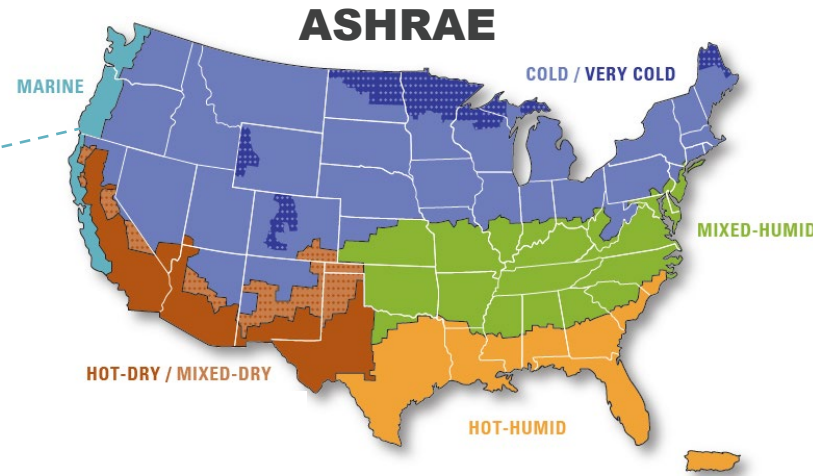 ASHRAE
COLD / VERY COLD
MARINE
MIXED-HUMID
HOT-DRY / MIXED-DRY
HOT-HUMID